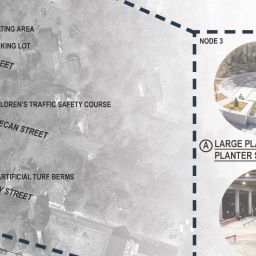 TING AREA
KING LOT
EET
NODE 3
LDREN'S TRAFFIC SAFETY COURSE
ECAN STREET
A LARGE PLA
PLANTER S
ARTIFICIAL TURF BERMS
Y STREET